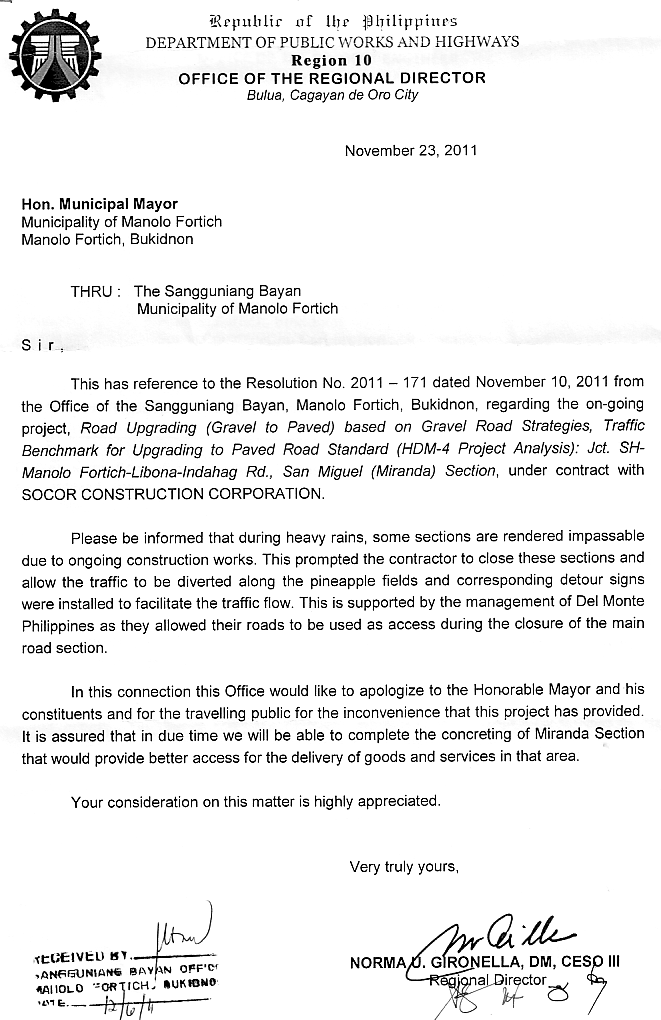 Republic of the Philippines
DEPARTMENT OF PUBLIC WORKS AND HIGHWAYS
Region 10
OFFICE OF THE REGIONAL DIRECTOR
Bulua, Cagayan de Oro City
November 23, 2011
Hon. Municipal Mayor
Municipality of Manolo Fortich
Manolo Fortich, Bukidnon
THRU : The Sangguniang Bayan
Municipality of Manolo Fortich
S i r ,
This has reference to the Resolution No. 2011 – 171 dated November 10, 2011 from
the Office of the Sangguniang Bayan, Manolo Fortich, Bukidnon, regarding the on-going
project, Road Upgrading (Gravel to Paved) based on Gravel Road Strategies, Traffic
Benchmark for Upgrading to Paved Road Standard (HDM-4 Project Analysis): Jct. SH-
Manolo Fortich-Libona-Indahag Rd., San Miguel (Miranda) Section, under contract with
SOCOR CONSTRUCTION CORPORATION.
Please be informed that during heavy rains, some sections are rendered impassable
due to ongoing construction works. This prompted the contractor to close these sections and
allow the traffic to be diverted along the pineapple fields and corresponding detour signs
were installed to facilitate the traffic flow. This is supported by the management of Del Monte
Philippines as they allowed their roads to be used as access during the closure of the main
road section.
In this connection this Office would like to apologize to the Honorable Mayor and his
constituents and for the travelling public for the inconvenience that this project has provided.
It is assured that in due time we will be able to complete the concreting of Miranda Section
that would provide better access for the delivery of goods and services in that area.
Your consideration on this matter is highly appreciated.
Very truly yours,
RECEIVED BY
SANGGUNIANG BAYAN OFFIC
MANOLO FORTICH, BUKIDNO
DATE 12/6/11
NORMA U. GIRONELLA, DM, CESO III
Regional Director